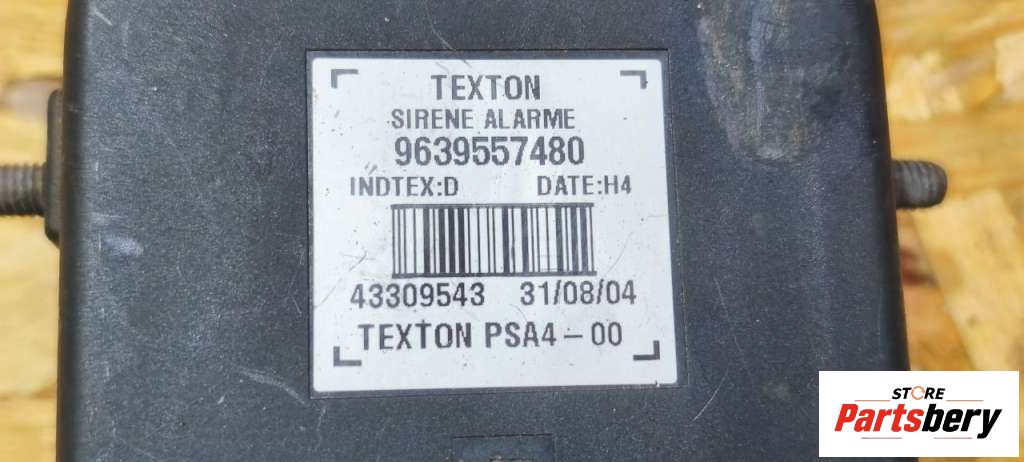 TEXTON
SIRENE ALARME
9639557480
INDTEX:D DATE:H4
43309543 31/08/04
TEXTON PSA4-00
STORE
Partsbery